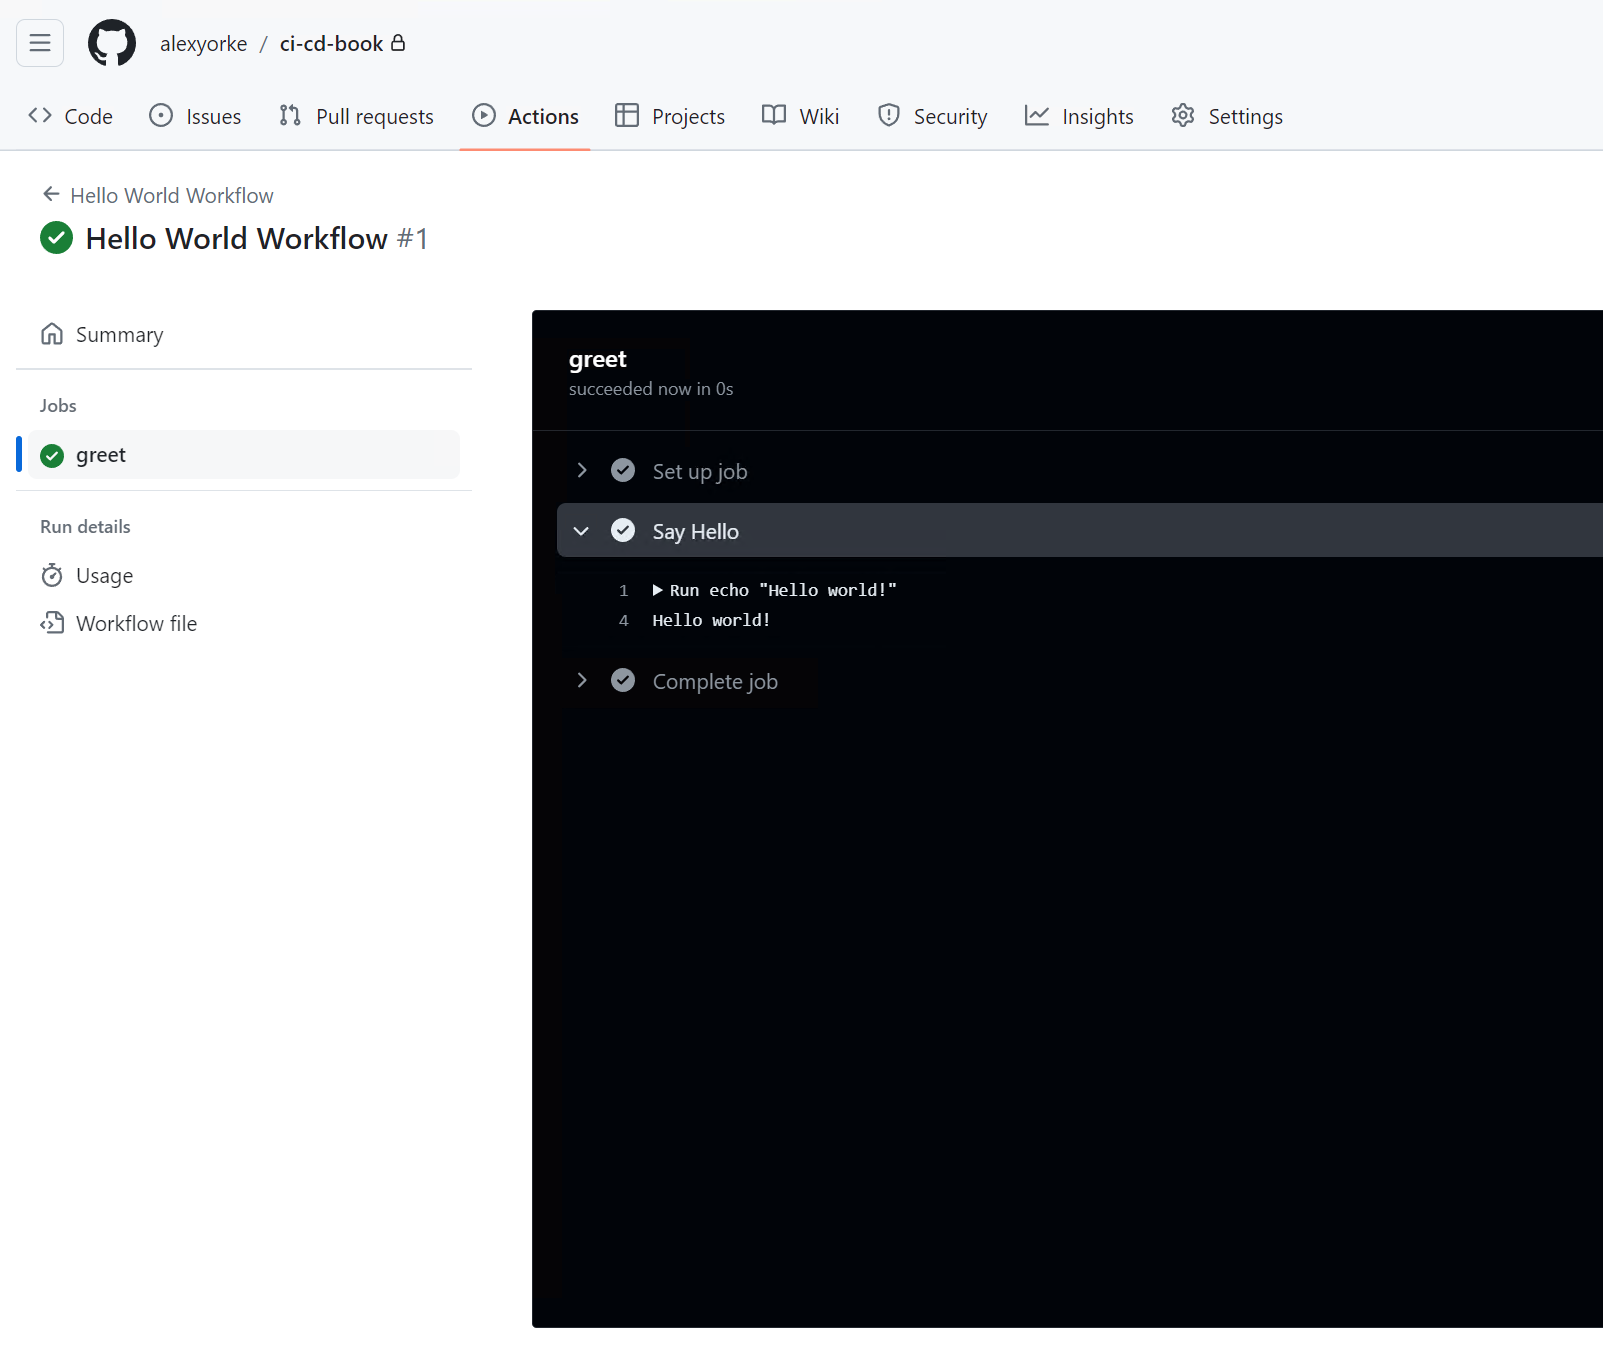 alexyorke / ci-cd-book
Code Issues Pull requests Actions Projects Wiki Security Insights Settings
Hello World Workflow
Hello World Workflow #1
Summary
Jobs
greet
Run details
Usage
Workflow file
greet
succeeded now in 0s
Set up job
Say Hello
1 Run echo "Hello world!"
4 Hello world!
Complete job